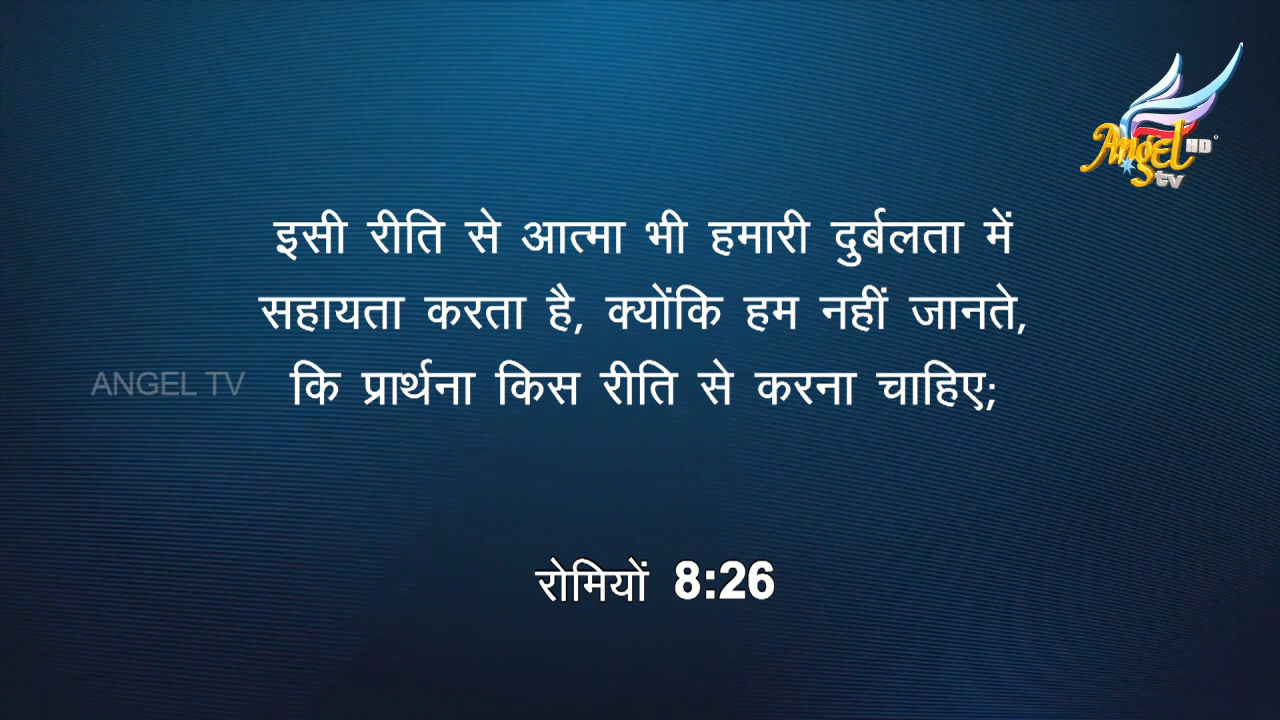 Angel HD
tv
इसी रीति से आत्मा भी हमारी दुर्बलता में
सहायता करता है, क्योंकि हम नहीं जानते,
ANGEL TV
कि प्रार्थना किस रीति से करना चाहिए;
रोमियों 8:26